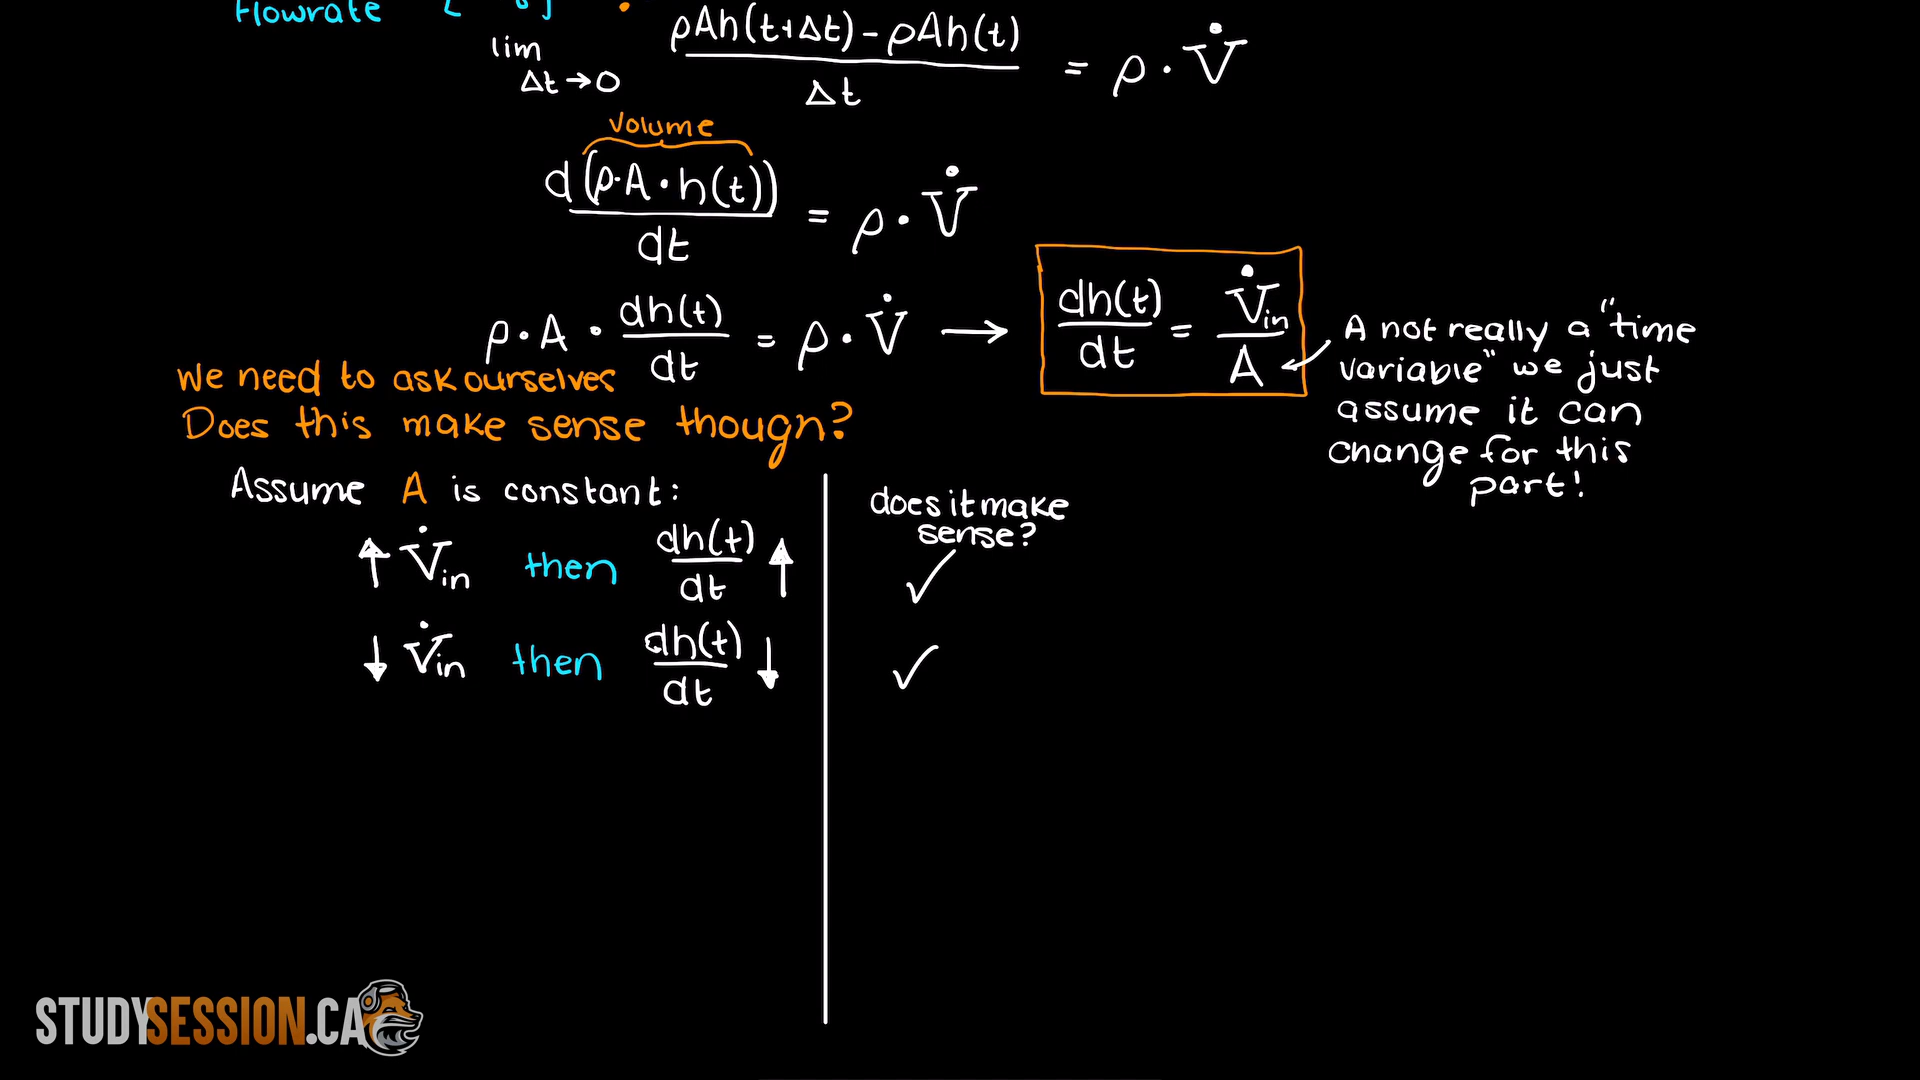 Flowrate
lim Δt→0 ρAh(t+Δt) - ρAh(t) / Δt = ρ · V̇
volume
d(ρ·A·h(t)) / dt = ρ · V̇
ρ · A · dh(t)/dt = ρ · V̇ → dh(t)/dt = V̇in/A
A not really a "time
variable" we just
assume it can
change for this
part!
We need to ask ourselves
Does this make sense thougn?
Assume A is constant:
does it make
sense?
↑ V̇in then dh(t)/dt ↑ ✓
↓ V̇in then dh(t)/dt ↓ ✓
STUDYSESSION.CA